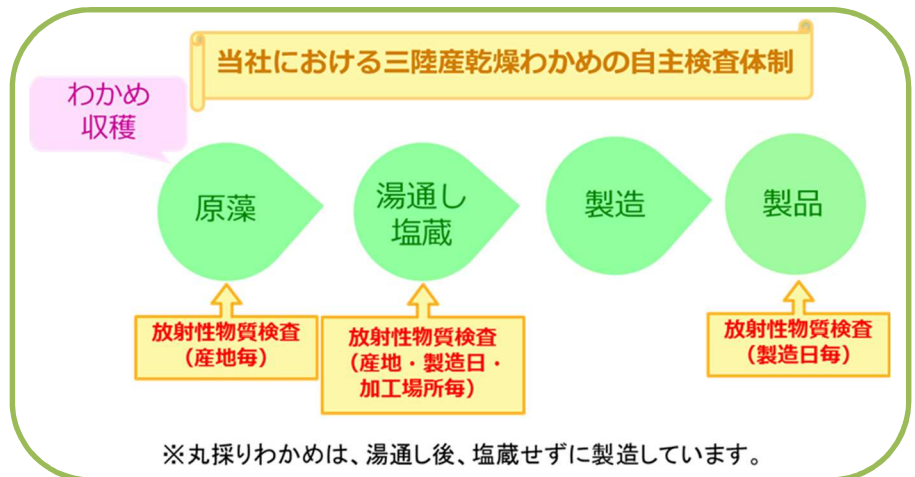 当社における三陸産乾燥わかめの自主検査体制
わかめ
収穫
原藻
湯通し
塩蔵
製造
製品
放射性物質検査
（産地毎）
放射性物質検査
（産地・製造日・
加工場所毎）
放射性物質検査
（製造日毎）
※丸採りわかめは、湯通し後、塩蔵せずに製造しています。